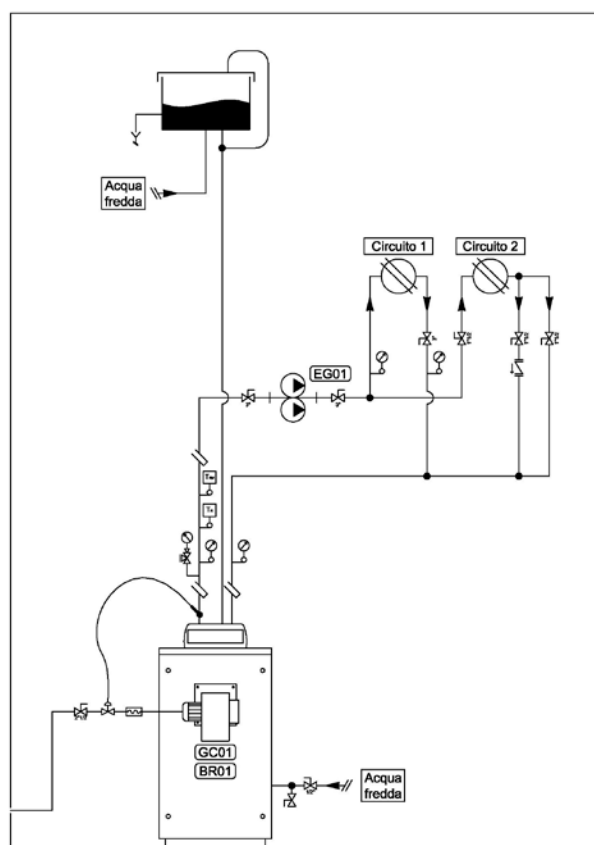 Acqua
fredda
Circuito 1
Circuito 2
EG01
GC01
BR01
Acqua
fredda